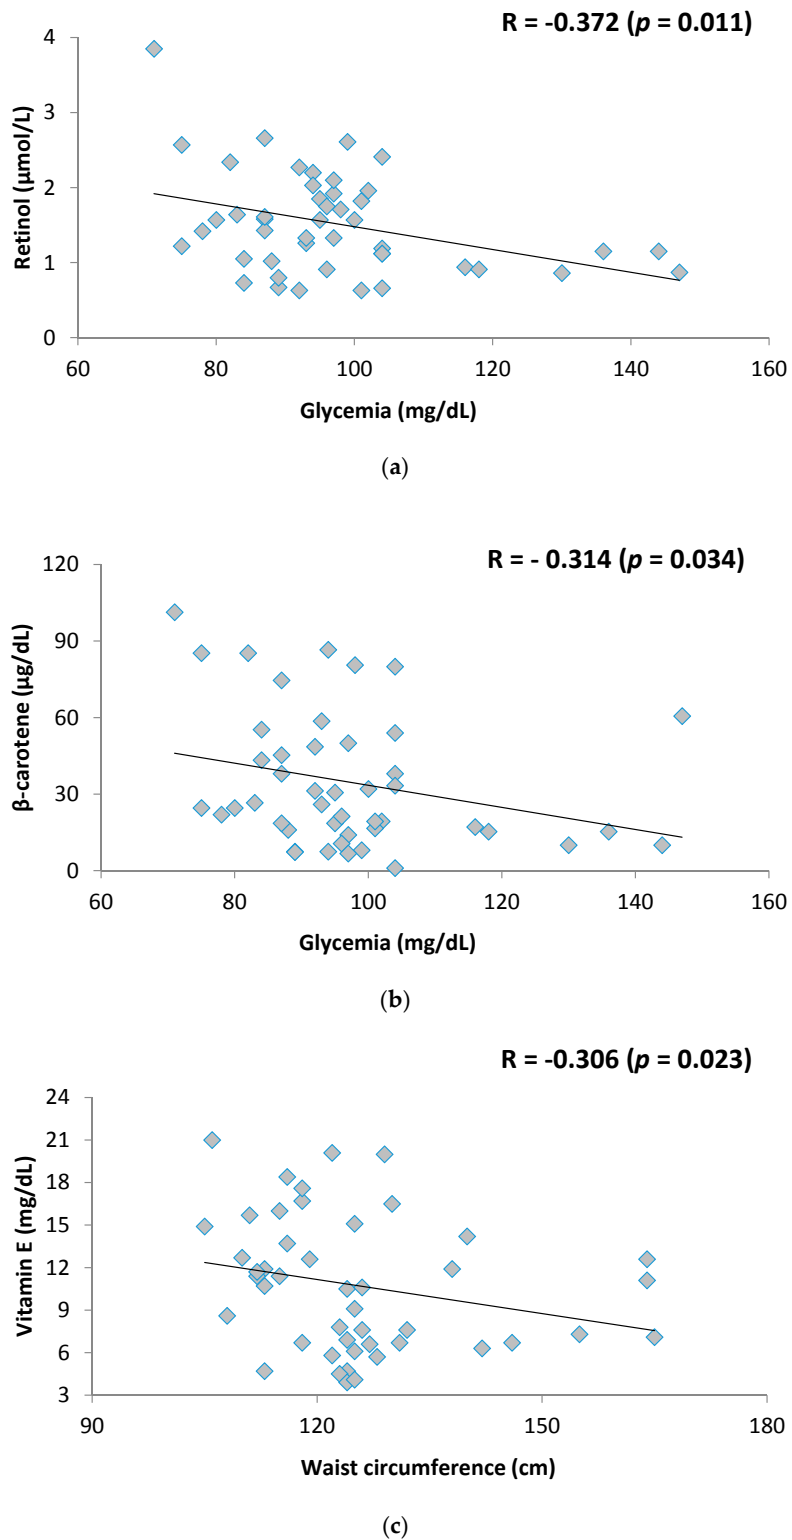 R = -0.372 (p = 0.011)
4
3
2
1
0
Retinol (µmol/L)
60 80 100 120 140 160
Glycemia (mg/dL)
(a)
R = - 0.314 (p = 0.034)
120
90
60
30
0
β-carotene (µg/dL)
60 80 100 120 140 160
Glycemia (mg/dL)
(b)
R = -0.306 (p = 0.023)
24
21
18
15
12
9
6
3
Vitamin E (mg/dL)
90 120 150 180
Waist circumference (cm)
(c)